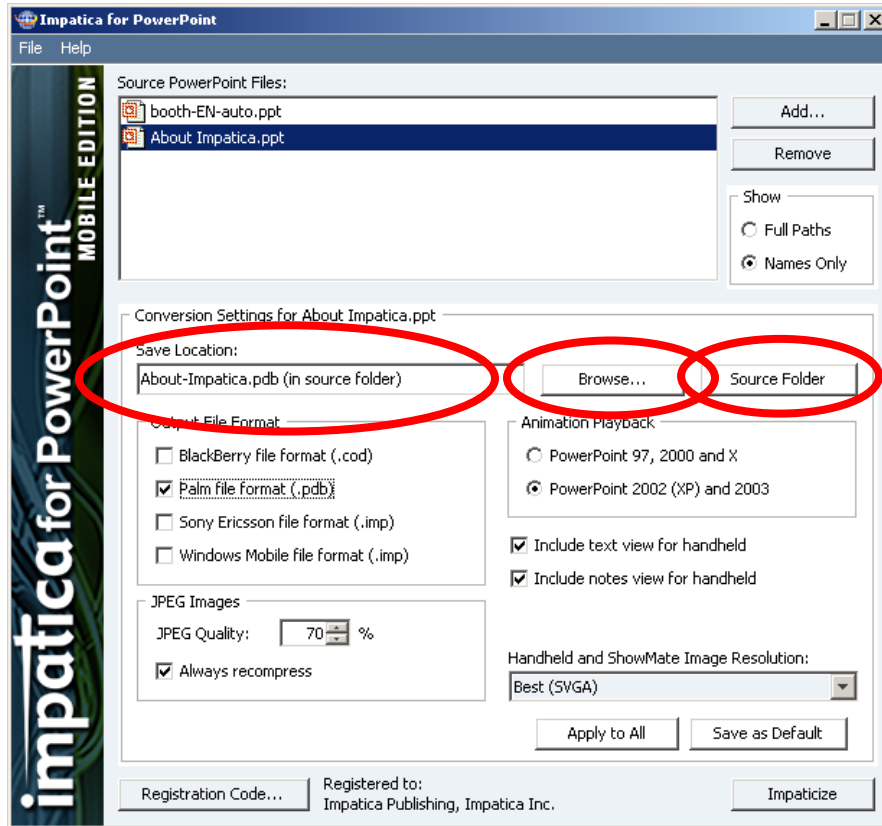 Impatica for PowerPoint
File Help
impatica for PowerPoint™
MOBILE EDITION
Source PowerPoint Files:
booth-EN-auto.ppt
About Impatica.ppt
Add...
Remove
Show
Full Paths
Names Only
Conversion Settings for About Impatica.ppt
Save Location:
About-Impatica.pdb (in source folder)
Browse...
Source Folder
Output File Format
BlackBerry file format (.cod)
Palm file format (.pdb)
Sony Ericsson file format (.imp)
Windows Mobile file format (.imp)
Animation Playback
PowerPoint 97, 2000 and X
PowerPoint 2002 (XP) and 2003
Include text view for handheld
Include notes view for handheld
JPEG Images
JPEG Quality: 70 %
Always recompress
Handheld and ShowMate Image Resolution:
Best (SVGA)
Apply to All
Save as Default
Registration Code...
Registered to:
Impatica Publishing, Impatica Inc.
Impaticize